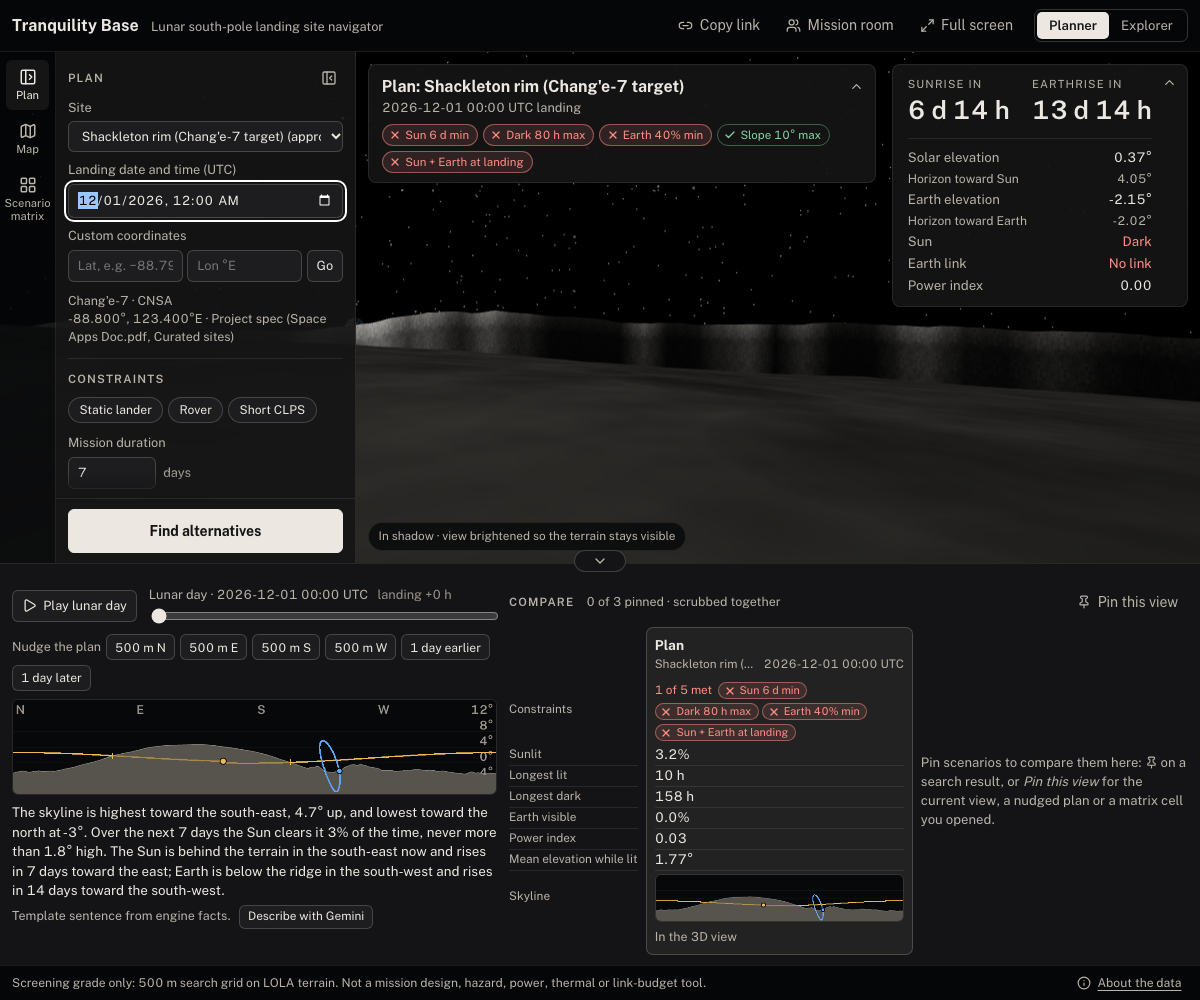 Tranquility Base Lunar south-pole landing site navigator
Copy link
Mission room
Full screen
Planner
Explorer
Plan
Map
Scenario
matrix
PLAN
Site
Shackleton rim (Chang'e-7 target) (appro
Landing date and time (UTC)
12/01/2026, 12:00 AM
Custom coordinates
Lat, e.g. −88.79
Lon °E
Go
Chang'e-7 · CNSA
-88.800°, 123.400°E · Project spec (Space
Apps Doc.pdf, Curated sites)
CONSTRAINTS
Static lander
Rover
Short CLPS
Mission duration
7 days
Find alternatives
Plan: Shackleton rim (Chang'e-7 target)
2026-12-01 00:00 UTC landing
Sun 6 d min
Dark 80 h max
Earth 40% min
Slope 10° max
Sun + Earth at landing
SUNRISE IN
EARTHRISE IN
6 d 14 h
13 d 14 h
Solar elevation 0.37°
Horizon toward Sun 4.05°
Earth elevation -2.15°
Horizon toward Earth -2.02°
Sun Dark
Earth link No link
Power index 0.00
In shadow · view brightened so the terrain stays visible
Play lunar day
Lunar day · 2026-12-01 00:00 UTC landing +0 h
Nudge the plan
500 m N
500 m E
500 m S
500 m W
1 day earlier
1 day later
N E S W 12°
8°
4°
0°
The skyline is highest toward the south-east, 4.7° up, and lowest toward the
north at -3°. Over the next 7 days the Sun clears it 3% of the time, never more
than 1.8° high. The Sun is behind the terrain in the south-east now and rises
in 7 days toward the east; Earth is below the ridge in the south-west and rises
in 14 days toward the south-west.
Template sentence from engine facts.
Describe with Gemini
COMPARE 0 of 3 pinned · scrubbed together
Pin this view
Plan
Shackleton rim (... 2026-12-01 00:00 UTC
Constraints
1 of 5 met
Sun 6 d min
Dark 80 h max
Earth 40% min
Sun + Earth at landing
Sunlit 3.2%
Longest lit 10 h
Longest dark 158 h
Earth visible 0.0%
Power index 0.03
Mean elevation while lit 1.77°
Skyline
In the 3D view
Pin scenarios to compare them here: on a
search result, or Pin this view for the
current view, a nudged plan or a matrix cell
you opened.
Screening grade only: 500 m search grid on LOLA terrain. Not a mission design, hazard, power, thermal or link-budget tool.
About the data